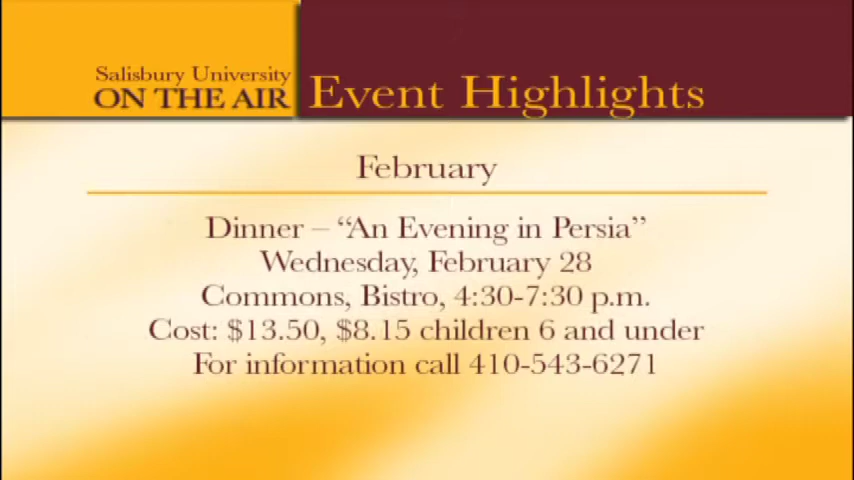 Salisbury University
ON THE AIR
Event Highlights
February
Dinner – “An Evening in Persia”
Wednesday, February 28
Commons, Bistro, 4:30-7:30 p.m.
Cost: $13.50, $8.15 children 6 and under
For information call 410-543-6271